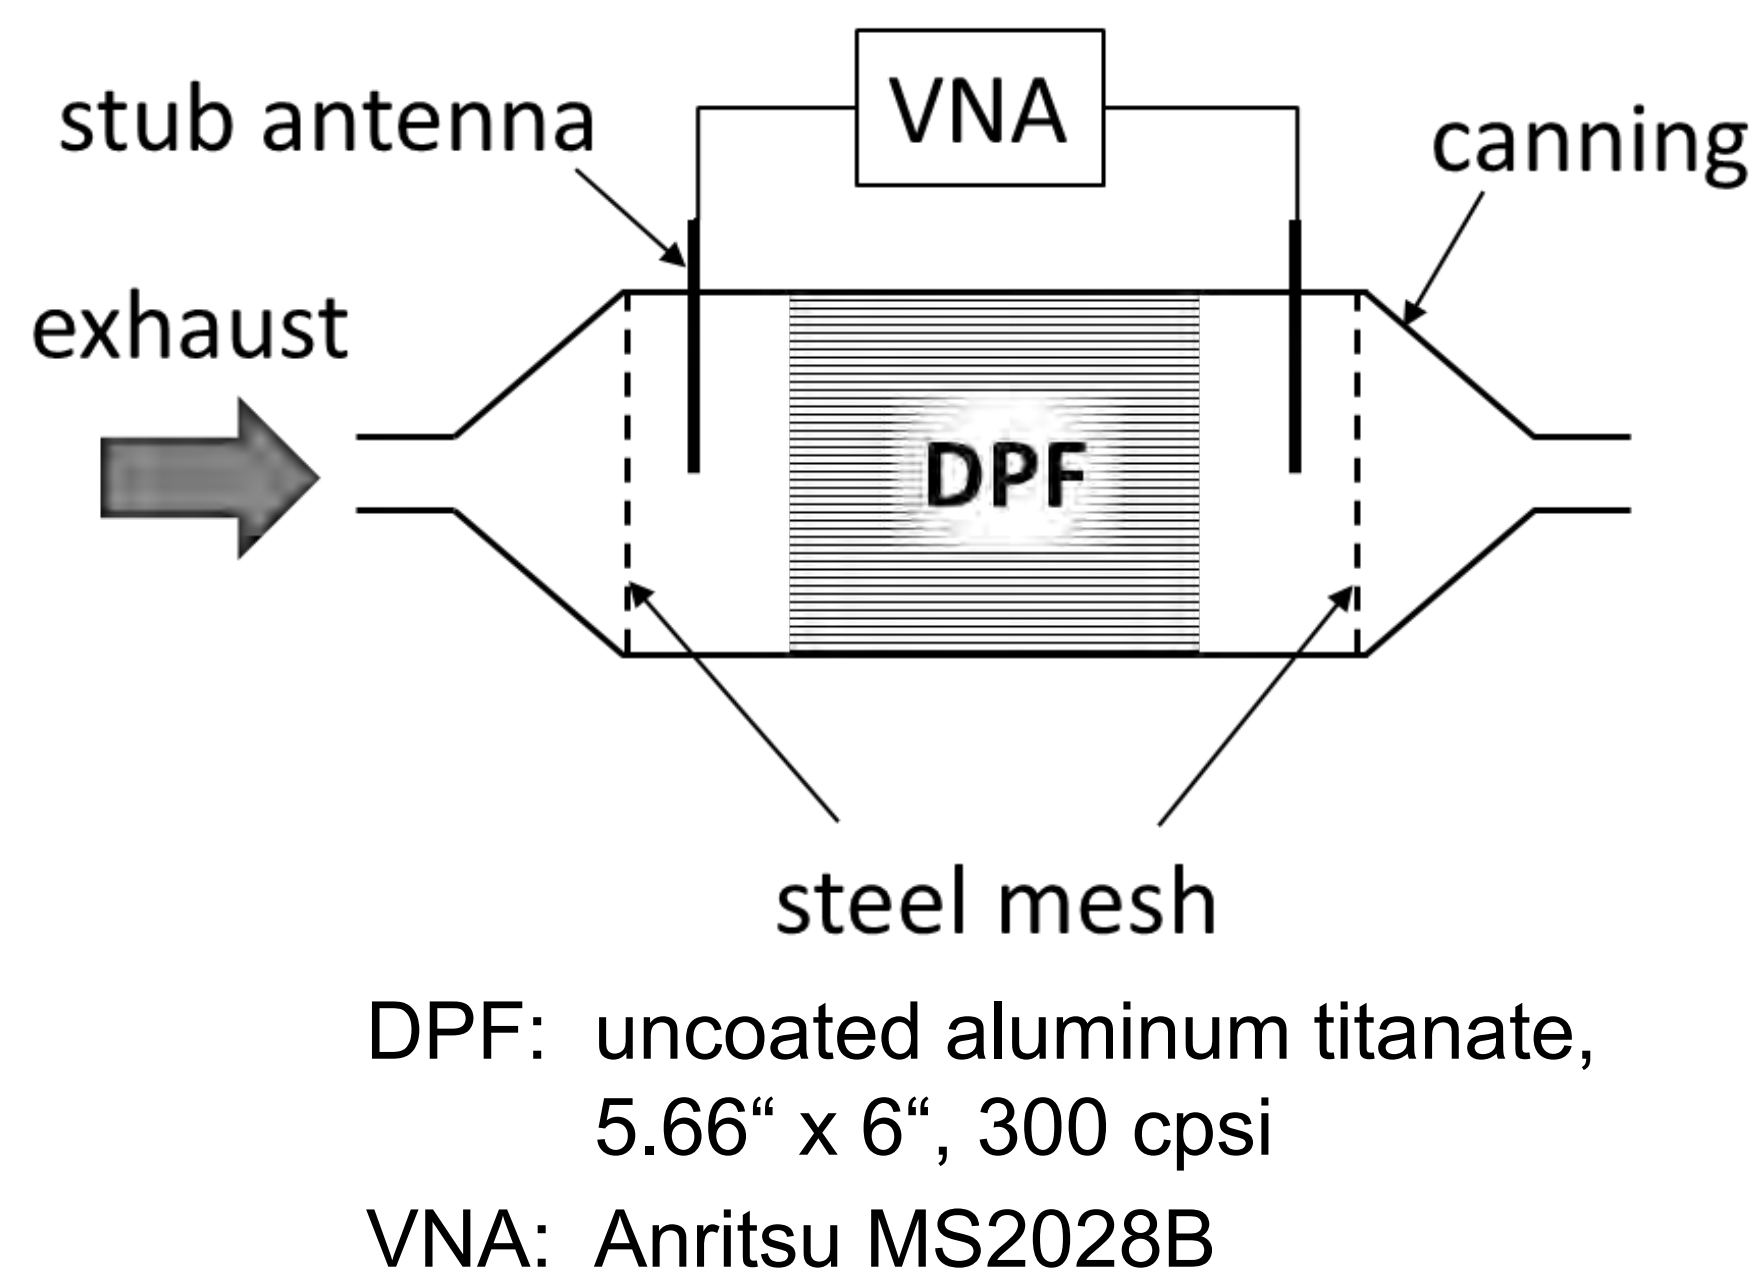 VNA
stub antenna
canning
exhaust
DPF
steel mesh
DPF: uncoated aluminum titanate,
5.66“ x 6“, 300 cpsi
VNA: Anritsu MS2028B